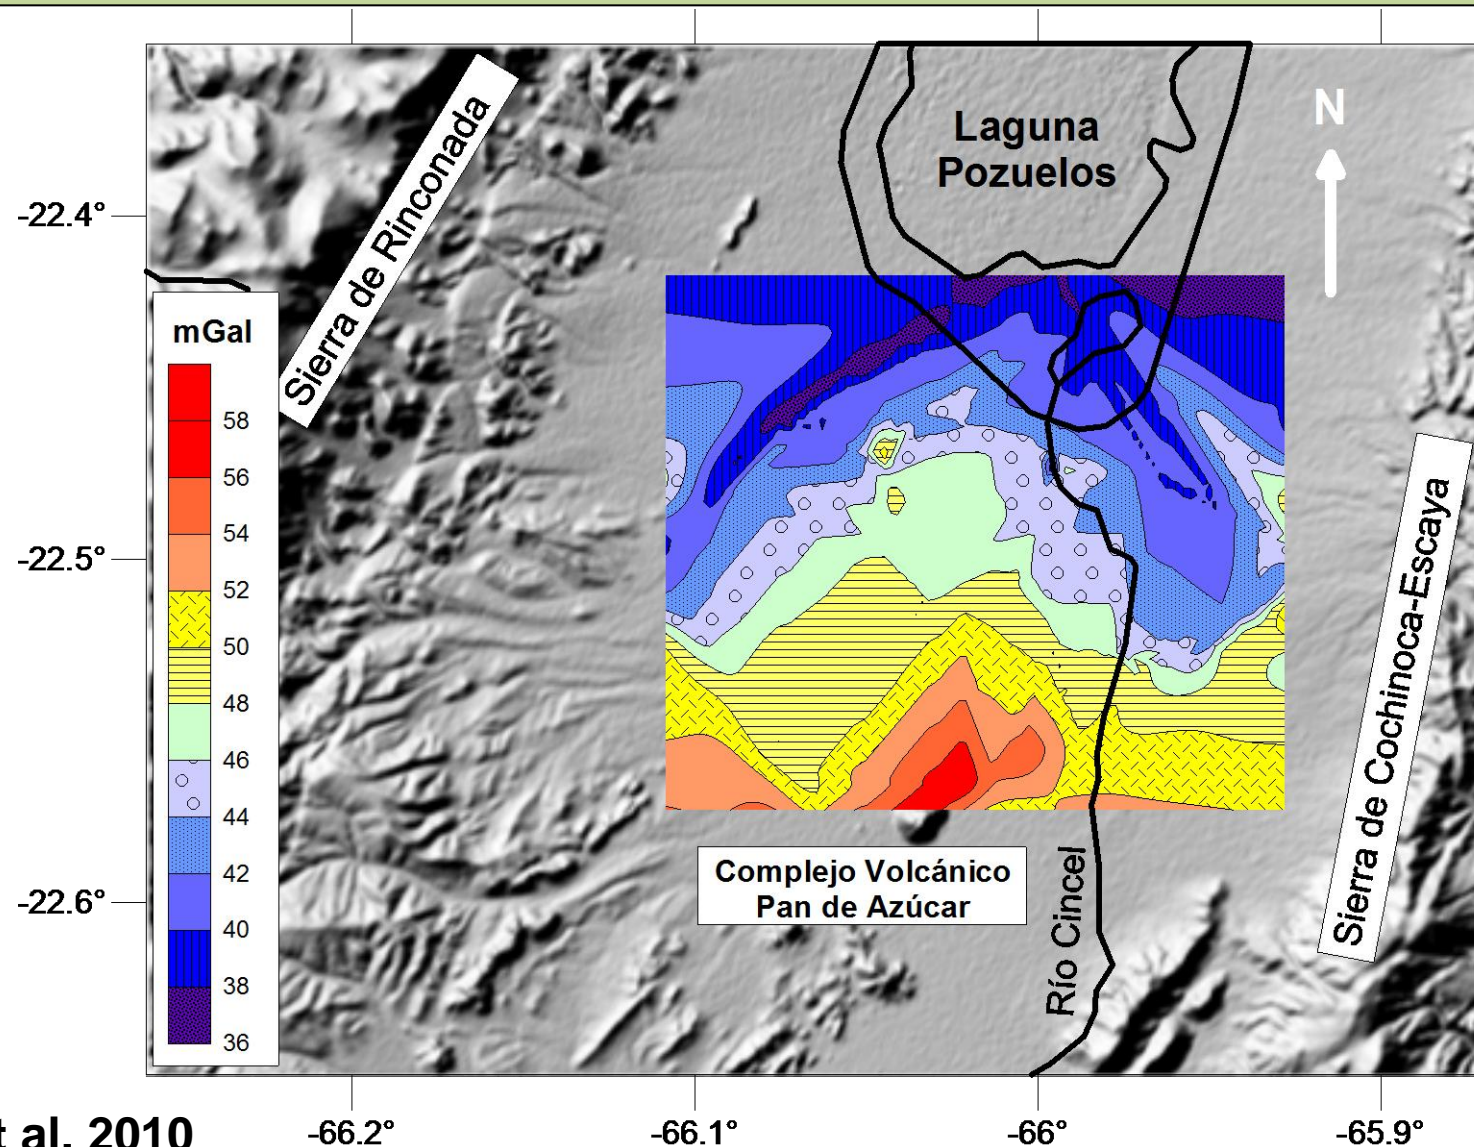 Sierra de Rinconada
Laguna
Pozuelos
N
-22.4°
mGal
58
56
54
52
50
48
46
44
42
40
38
36
-22.5°
Sierra de Cochinoca-Escaya
-22.6°
Complejo Volcánico
Pan de Azúcar
Río Cincel
t al. 2010
-66.2°
-66.1°
-66°
-65.9°